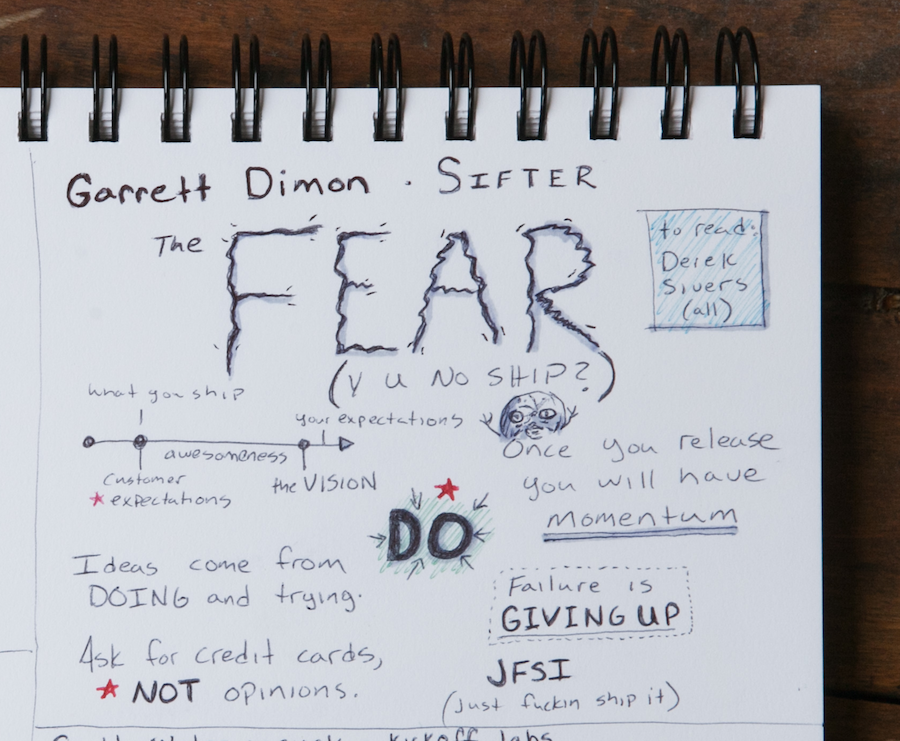 Garrett Dimon · SIFTER
The FEAR
to read:
Derek
Sivers
(all)
(Y U NO SHIP?)
what you ship
your expectations
awesomeness
customer
expectations
the VISION
Once you release
you will have
momentum
DO
Ideas come from
DOING and trying.
Failure is
GIVING UP
Ask for credit cards,
NOT opinions.
JFSI
(just fuckin ship it)
kickoff labs